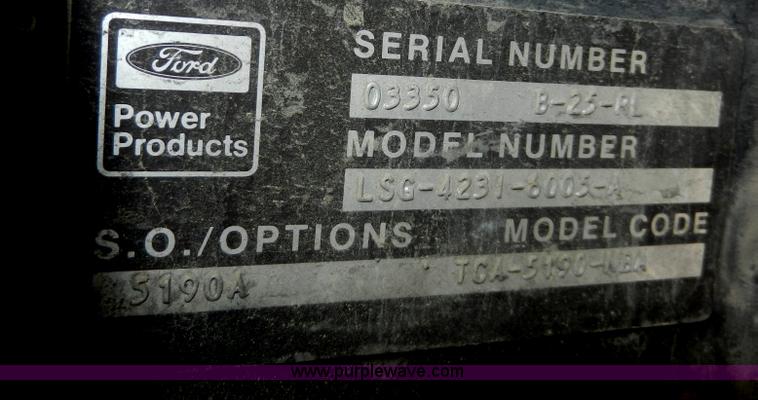 Ford
Power
Products
SERIAL NUMBER
03350 B-25-RL
MODEL NUMBER
LSG-4231-6005-A
S.O./OPTIONS
MODEL CODE
5190A
TCA-5190-NBA
www.purplewave.com